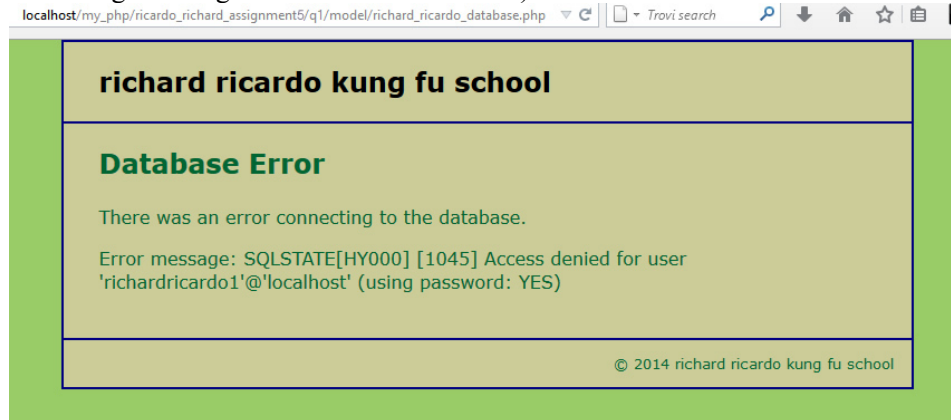 localhost/my_php/ricardo_richard_assignment5/q1/model/richard_ricardo_database.php Trovi search
richard ricardo kung fu school
Database Error
There was an error connecting to the database.
Error message: SQLSTATE[HY000] [1045] Access denied for user
'richardricardo1'@'localhost' (using password: YES)
© 2014 richard ricardo kung fu school